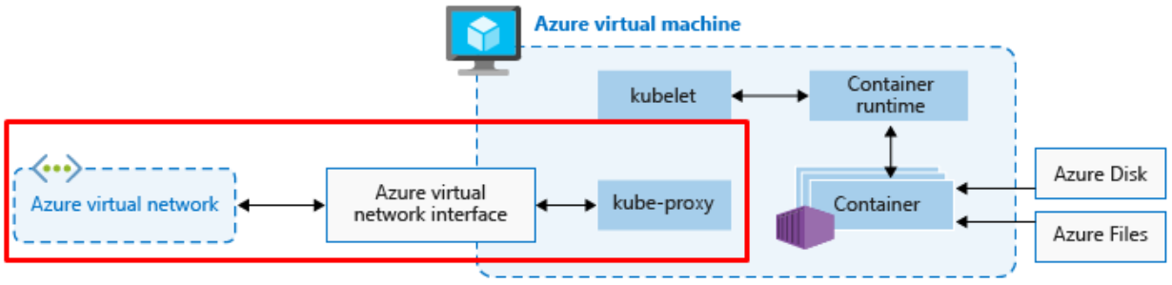 Azure virtual machine
kubelet
Container
runtime
Azure virtual network
Azure virtual
network interface
kube-proxy
Container
Azure Disk
Azure Files